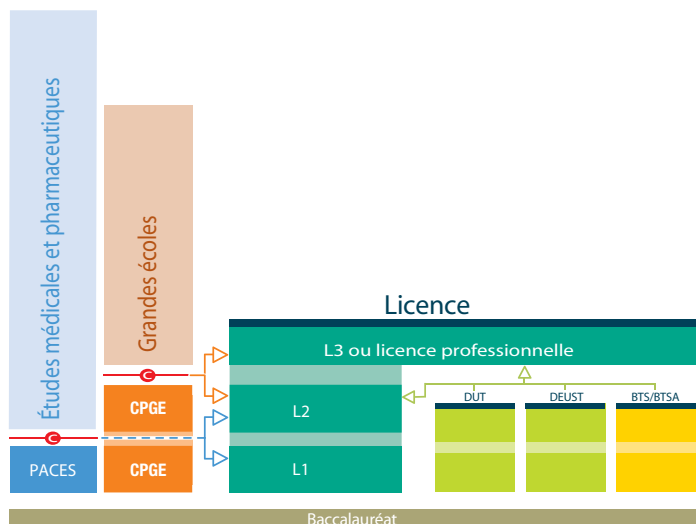 Études médicales et pharmaceutiques
Grandes écoles
Licence
L3 ou licence professionnelle
C
CPGE
L2
DUT
DEUST
BTS/BTSA
C
PACES
CPGE
L1
Baccalauréat